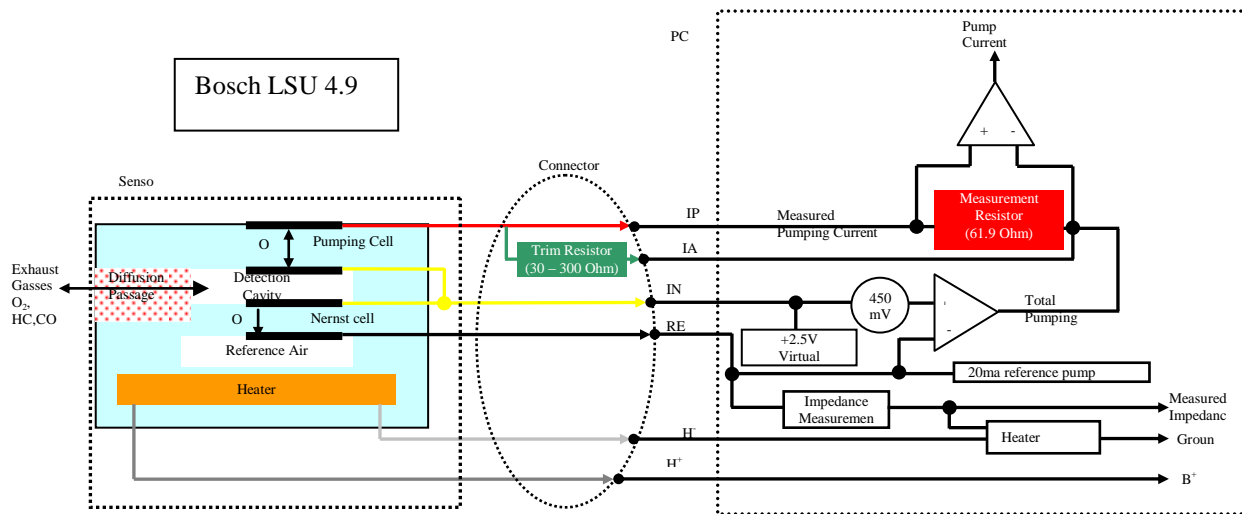 Bosch LSU 4.9
PC
Pump
Current
+ -
Senso
Connector
Pumping Cell
O
Exhaust
Gasses
O₂,
HC,CO
Diffusion
Passage
Detection
Cavity
O
Nernst cell
Reference Air
Heater
Trim Resistor
(30 – 300 Ohm)
IP
IA
IN
RE
H⁻
H⁺
Measured
Pumping Current
Measurement
Resistor
(61.9 Ohm)
450
mV
+2.5V
Virtual
-
Total
Pumping
20ma reference pump
Impedance
Measuremen
Measured
Impedanc
Heater
Groun
B⁺